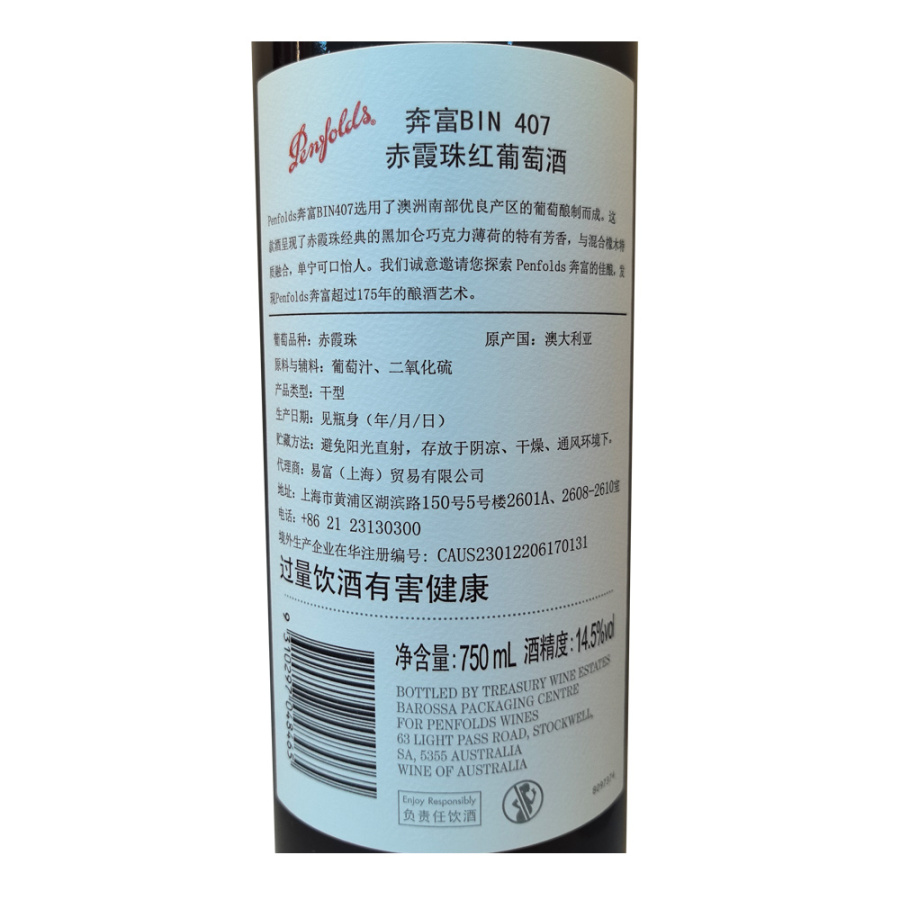 Penfolds
奔富BIN 407
赤霞珠红葡萄酒
Penfolds奔富BIN407选用了澳洲南部优良产区的葡萄酿制而成。这
款酒呈现了赤霞珠经典的黑加仑巧克力薄荷的特有芳香，与混合橡木特
质融合，单宁可口怡人。我们诚意邀请您探索 Penfolds 奔富的佳酿，发
现Penfolds奔富超过175年的酿酒艺术。
葡萄品种：赤霞珠 原产国：澳大利亚
原料与辅料：葡萄汁、二氧化硫
产品类型：干型
生产日期：见瓶身（年/月/日）
贮藏方法：避免阳光直射，存放于阴凉、干燥、通风环境下。
代理商：易富（上海）贸易有限公司
地址：上海市黄浦区湖滨路150号5号楼2601A、2608-2610室
电话：+86 21 23130300
境外生产企业在华注册编号：CAUS23012206170131
过量饮酒有害健康
净含量:750 mL 酒精度:14.5%vol
BOTTLED BY TREASURY WINE ESTATES
BAROSSA PACKAGING CENTRE
FOR PENFOLDS WINES
63 LIGHT PASS ROAD, STOCKWELL,
SA, 5355 AUSTRALIA
WINE OF AUSTRALIA
Enjoy Responsibly
负责任饮酒